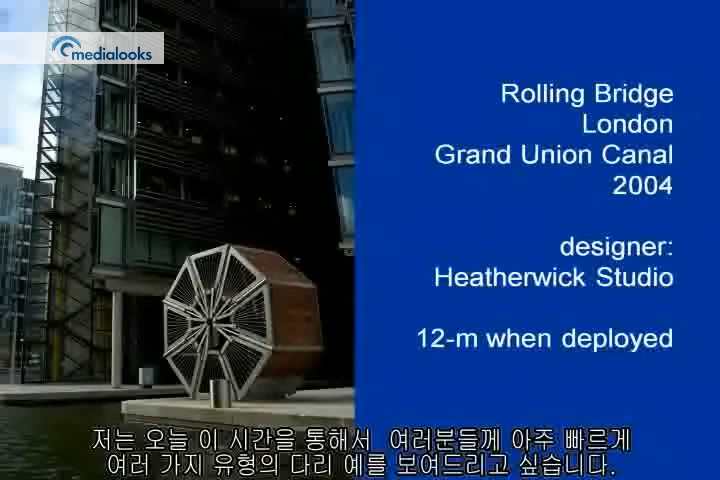 medialooks
Rolling Bridge
London
Grand Union Canal
2004
designer:
Heatherwick Studio
12-m when deployed
저는 오늘 이 시간을 통해서 여러분들께 아주 빠르게
여러 가지 유형의 다리 예를 보여드리고 싶습니다.